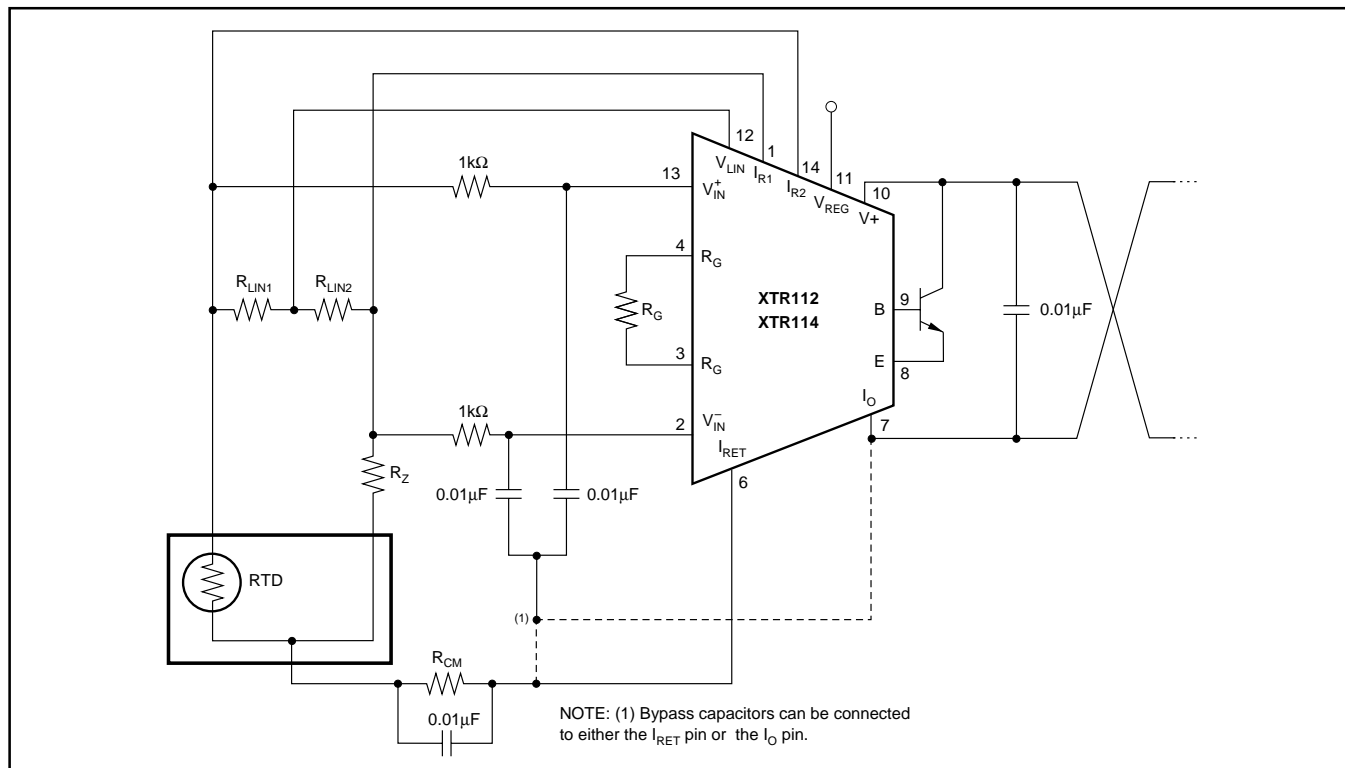 12
1
14
11
10
V_LIN
I_R1
I_R2
V_REG
V+
1kΩ
13
V_IN^+
4
R_G
R_LIN1
R_LIN2
R_G
XTR112
XTR114
9
B
0.01μF
3
R_G
E
8
1kΩ
I_O
7
2
V_IN^−
I_RET
6
R_Z
0.01μF
0.01μF
RTD
(1)
R_CM
0.01μF
NOTE: (1) Bypass capacitors can be connected
to either the I_RET pin or the I_O pin.